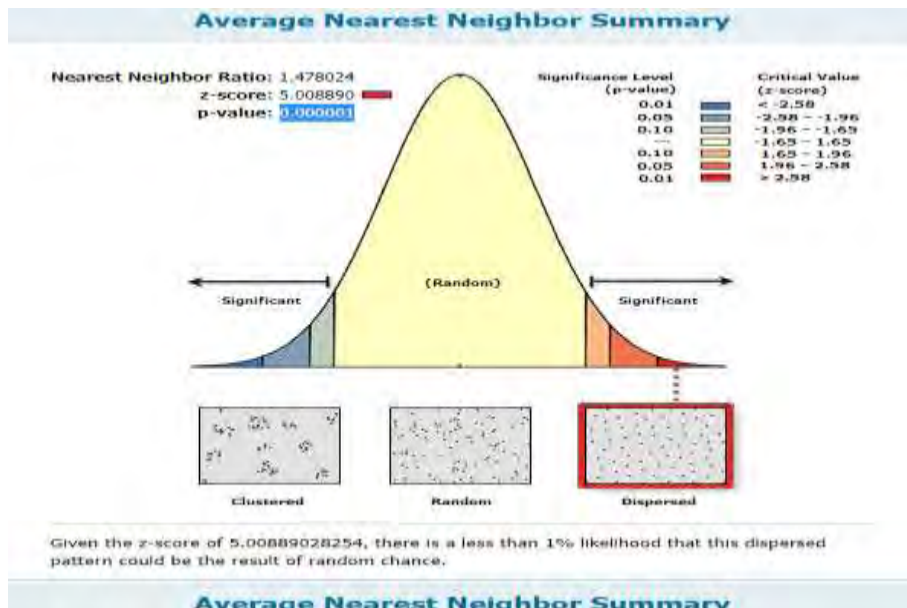 Average Nearest Neighbor Summary
Nearest Neighbor Ratio: 1.478024
z-score: 5.008890
p-value: 0.000001
Significance Level
(p-value)
Critical Value
(z-score)
0.01 < -2.58
0.05 -2.58 – -1.96
0.10 -1.96 – -1.65
— -1.65 – 1.65
0.10 1.65 – 1.96
0.05 1.96 – 2.58
0.01 > 2.58
(Random)
Significant
Significant
Clustered
Random
Dispersed
Given the z-score of 5.00889028254, there is a less than 1% likelihood that this dispersed
pattern could be the result of random chance.
Average Nearest Neighbor Summary